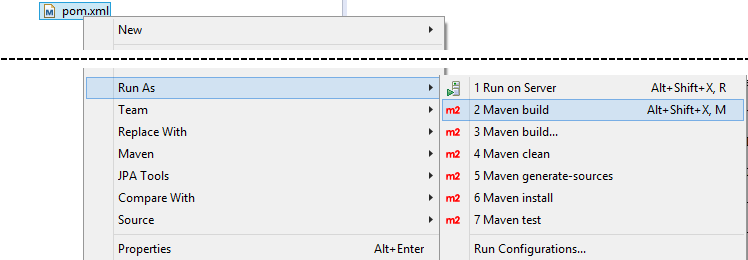 pom.xml
New
Run As
Team
Replace With
Maven
JPA Tools
Compare With
Source
Properties Alt+Enter
1 Run on Server Alt+Shift+X, R
m2 2 Maven build Alt+Shift+X, M
m2 3 Maven build...
m2 4 Maven clean
m2 5 Maven generate-sources
m2 6 Maven install
m2 7 Maven test
Run Configurations...